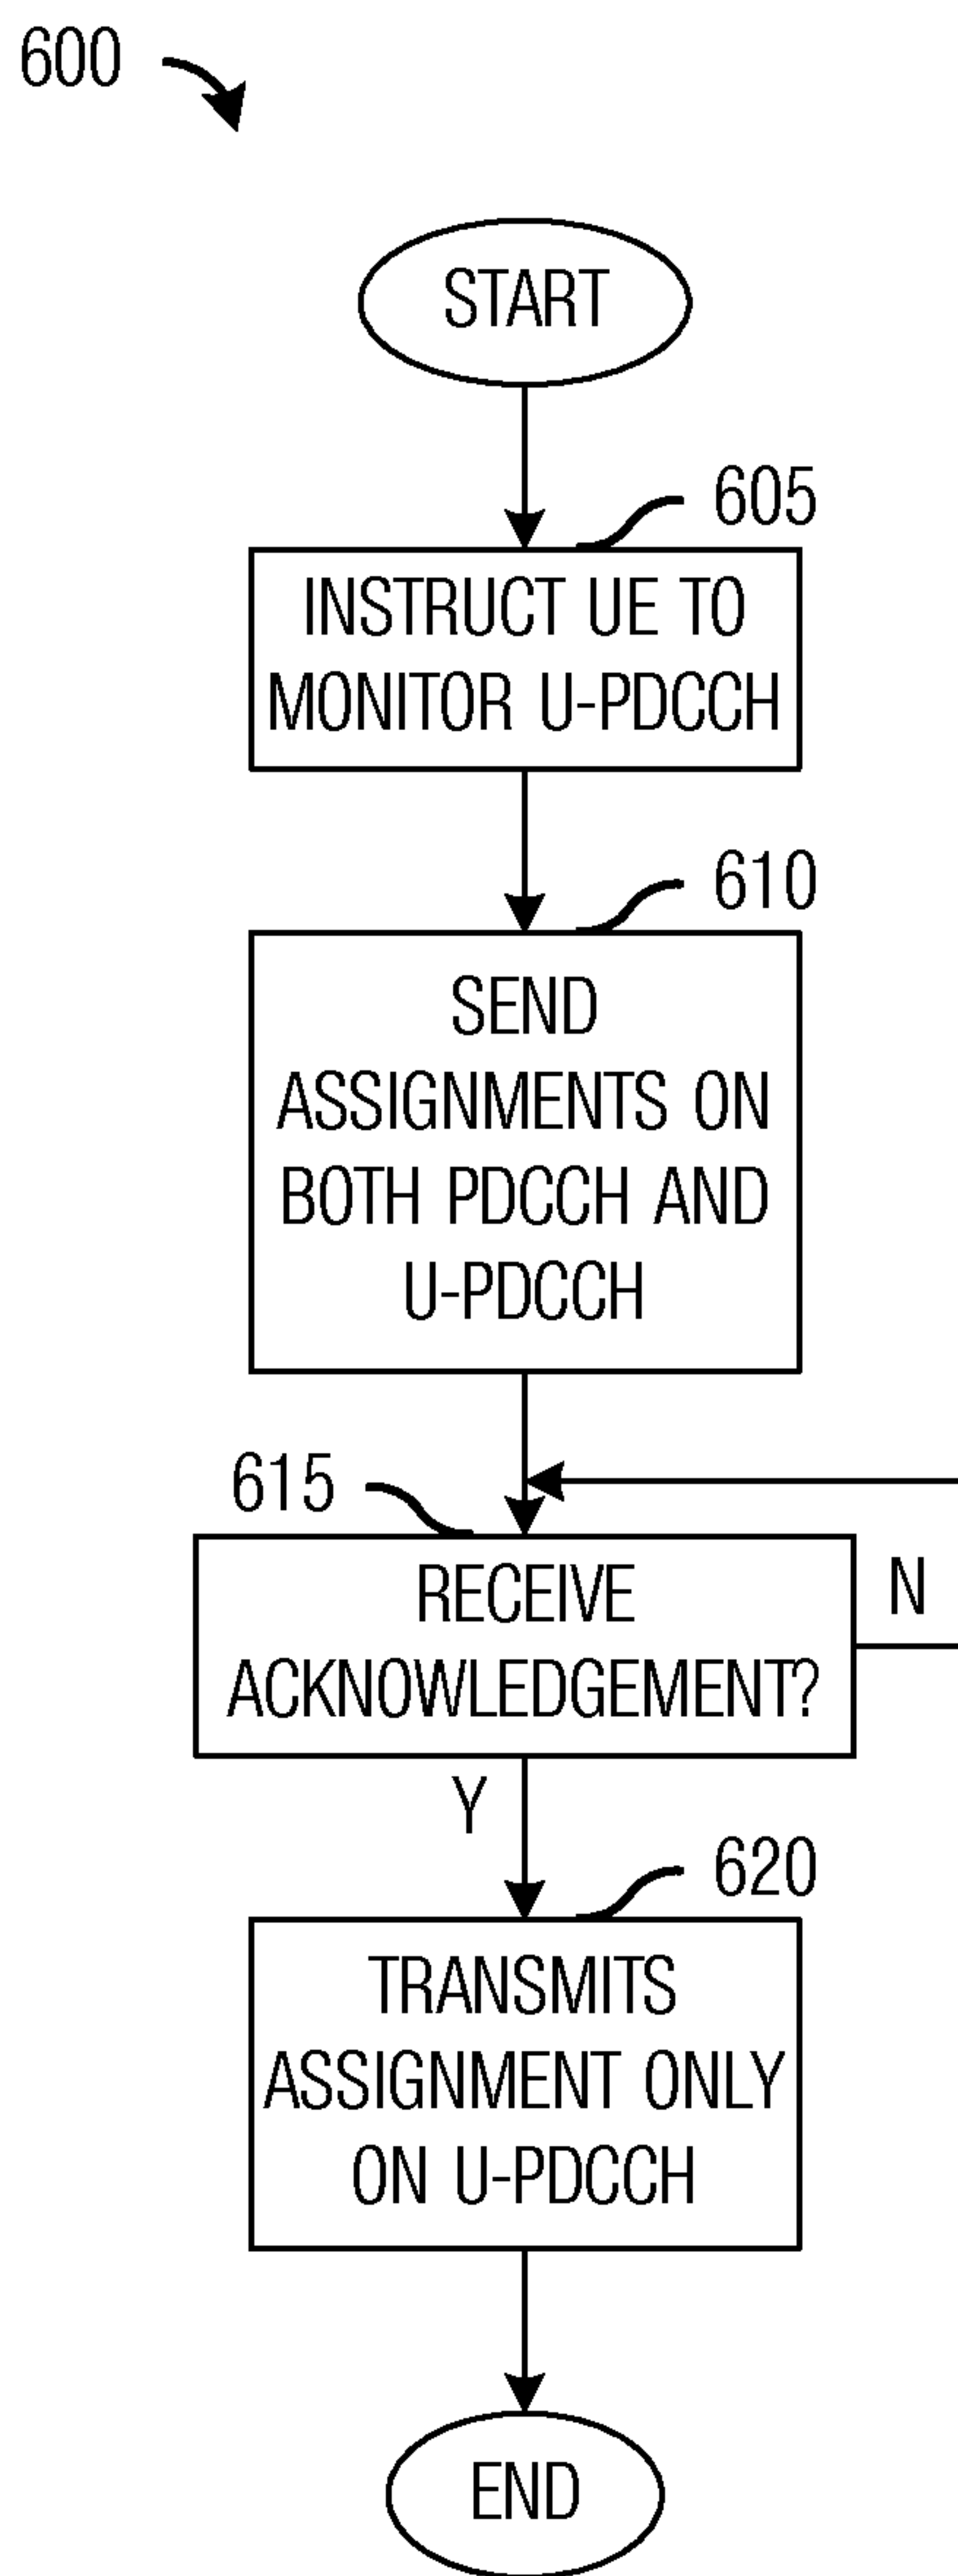 600
START
605
INSTRUCT UE TO
MONITOR U-PDCCH
610
SEND
ASSIGNMENTS ON
BOTH PDCCH AND
U-PDCCH
615
RECEIVE
ACKNOWLEDGEMENT?
N
Y
620
TRANSMITS
ASSIGNMENT ONLY
ON U-PDCCH
END